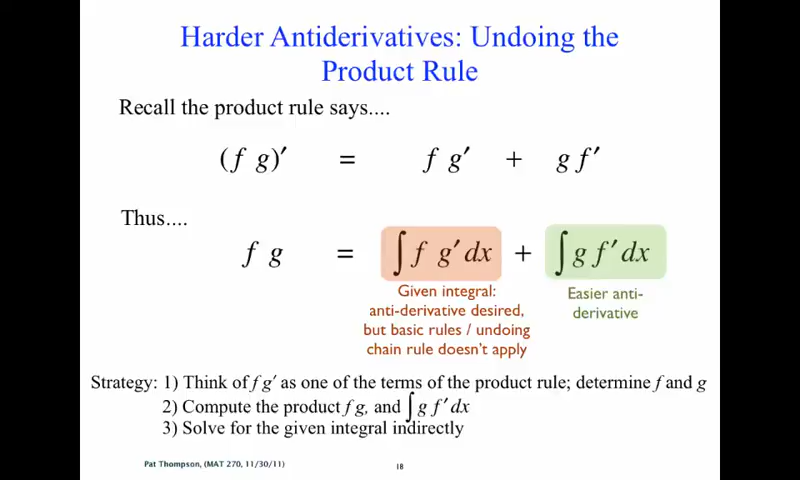 Harder Antiderivatives: Undoing the
Product Rule
Recall the product rule says....
(f g)′ = f g′ + g f′
Thus....
f g = ∫ f g′ dx + ∫ g f′ dx
Given integral:
anti-derivative desired,
but basic rules / undoing
chain rule doesn't apply
Easier anti-
derivative
Strategy: 1) Think of f g′ as one of the terms of the product rule; determine f and g
2) Compute the product f g, and ∫ g f′ dx
3) Solve for the given integral indirectly
Pat Thompson, (MAT 270, 11/30/11)
18